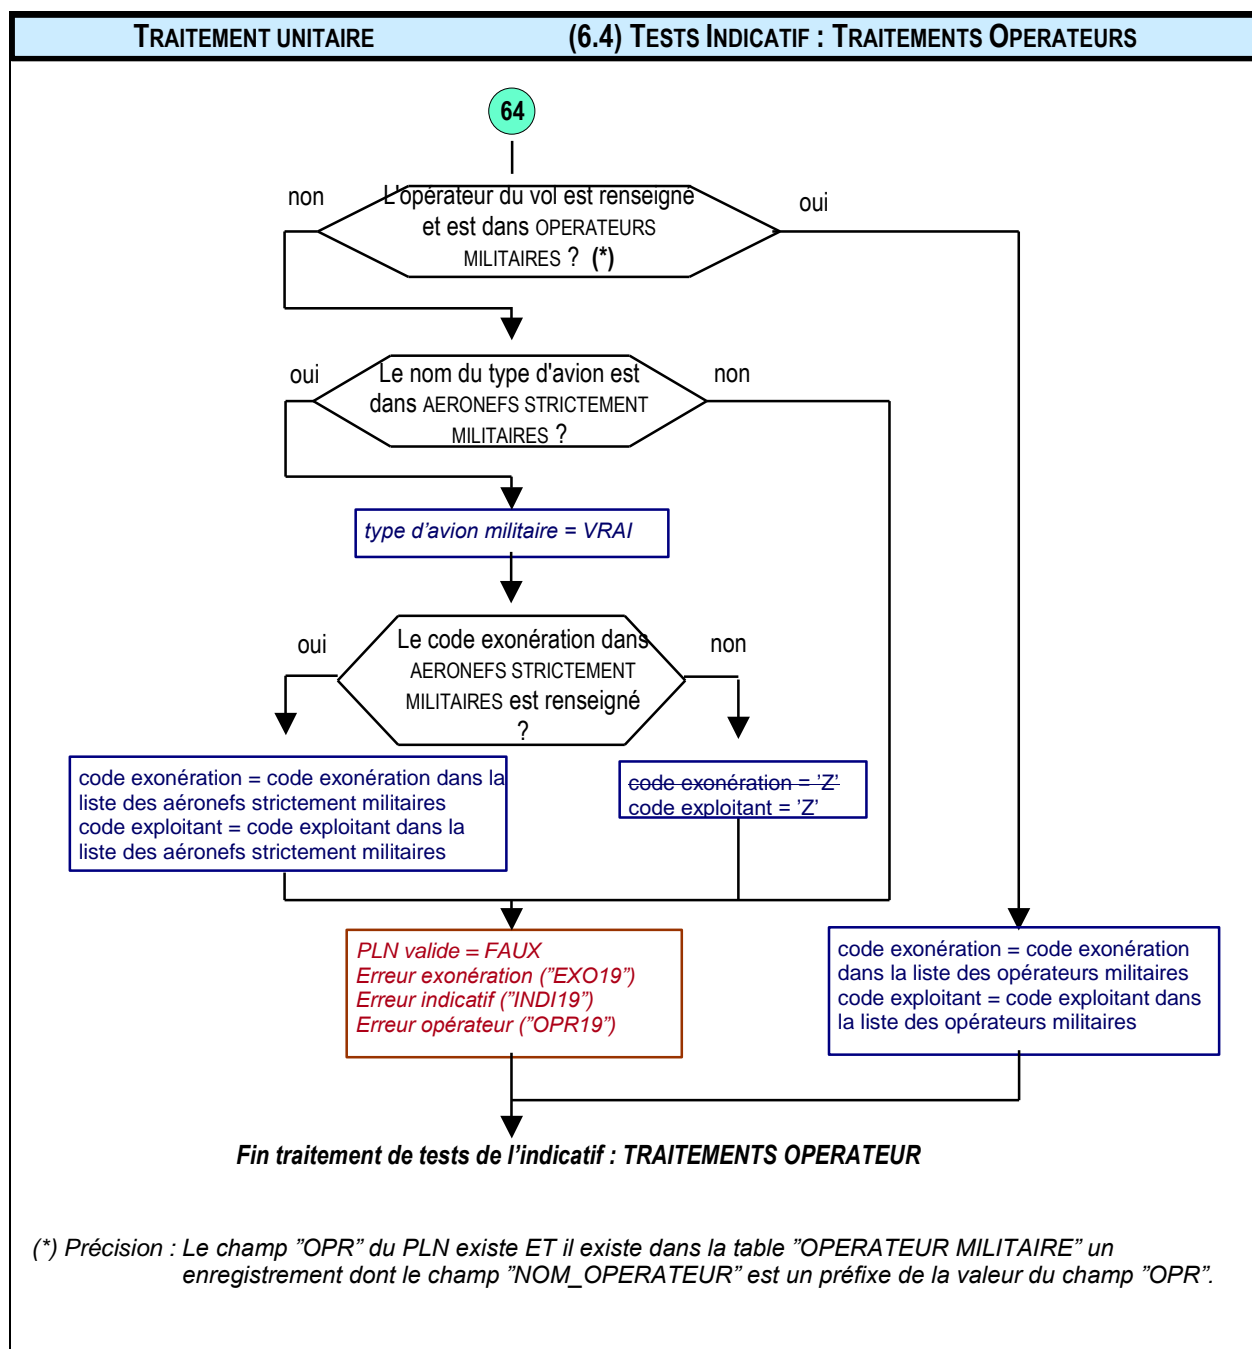 TRAITEMENT UNITAIRE (6.4) TESTS INDICATIF : TRAITEMENTS OPERATEURS
64
non
L'opérateur du vol est renseigné
et est dans OPERATEURS
MILITAIRES ? (*)
oui
oui
Le nom du type d'avion est
dans AERONEFS STRICTEMENT
MILITAIRES ?
non
type d’avion militaire = VRAI
oui
Le code exonération dans
AERONEFS STRICTEMENT
MILITAIRES est renseigné
?
non
code exonération = code exonération dans la
liste des aéronefs strictement militaires
code exploitant = code exploitant dans la
liste des aéronefs strictement militaires
code exonération = ’Z’
code exploitant = ’Z’
PLN valide = FAUX
Erreur exonération (”EXO19”)
Erreur indicatif (”INDI19”)
Erreur opérateur (”OPR19”)
code exonération = code exonération
dans la liste des opérateurs militaires
code exploitant = code exploitant dans
la liste des opérateurs militaires
Fin traitement de tests de l’indicatif : TRAITEMENTS OPERATEUR
(*) Précision : Le champ ”OPR” du PLN existe ET il existe dans la table ”OPERATEUR MILITAIRE” un
enregistrement dont le champ ”NOM_OPERATEUR” est un préfixe de la valeur du champ ”OPR”.